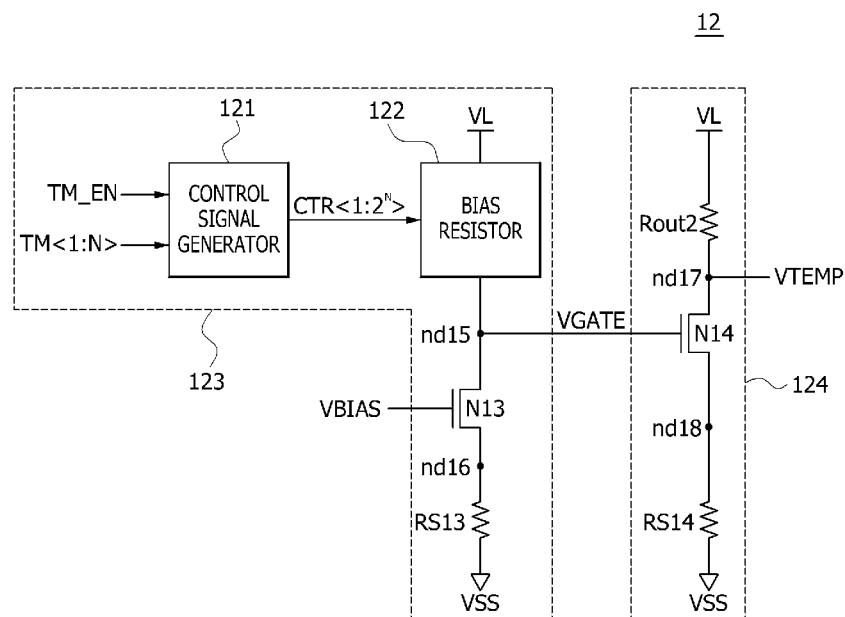 12
121
122
VL
VL
TM_EN
TM<1:N>
CONTROL
SIGNAL
GENERATOR
CTR<1:2^N>
BIAS
RESISTOR
Rout2
nd17
VTEMP
nd15
VGATE
N14
123
124
VBIAS
N13
nd18
nd16
RS13
RS14
VSS
VSS